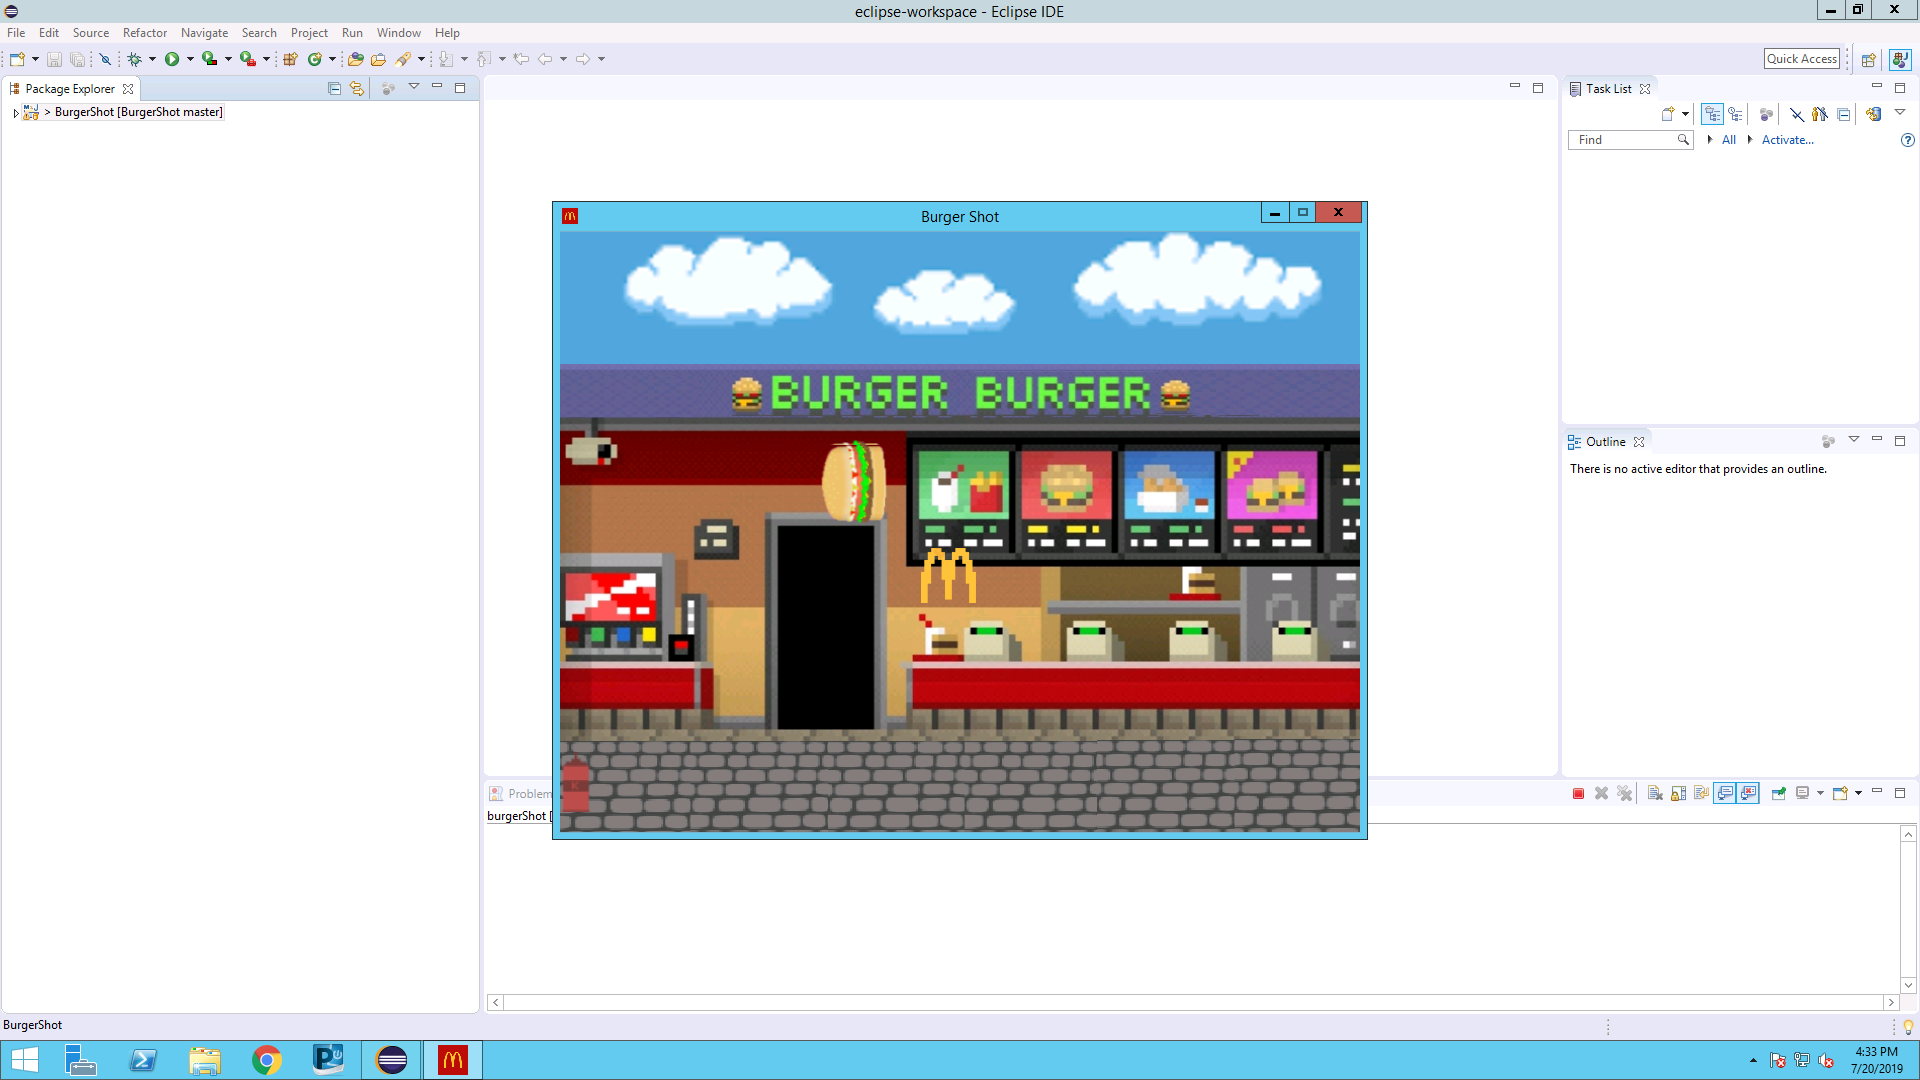 eclipse-workspace - Eclipse IDE
File Edit Source Refactor Navigate Search Project Run Window Help
Quick Access
Package Explorer
> BurgerShot [BurgerShot master]
Task List
Find
All
Activate...
Burger Shot
BURGER BURGER
Outline
There is no active editor that provides an outline.
Problem
burgerShot [
BurgerShot
4:33 PM
7/20/2019